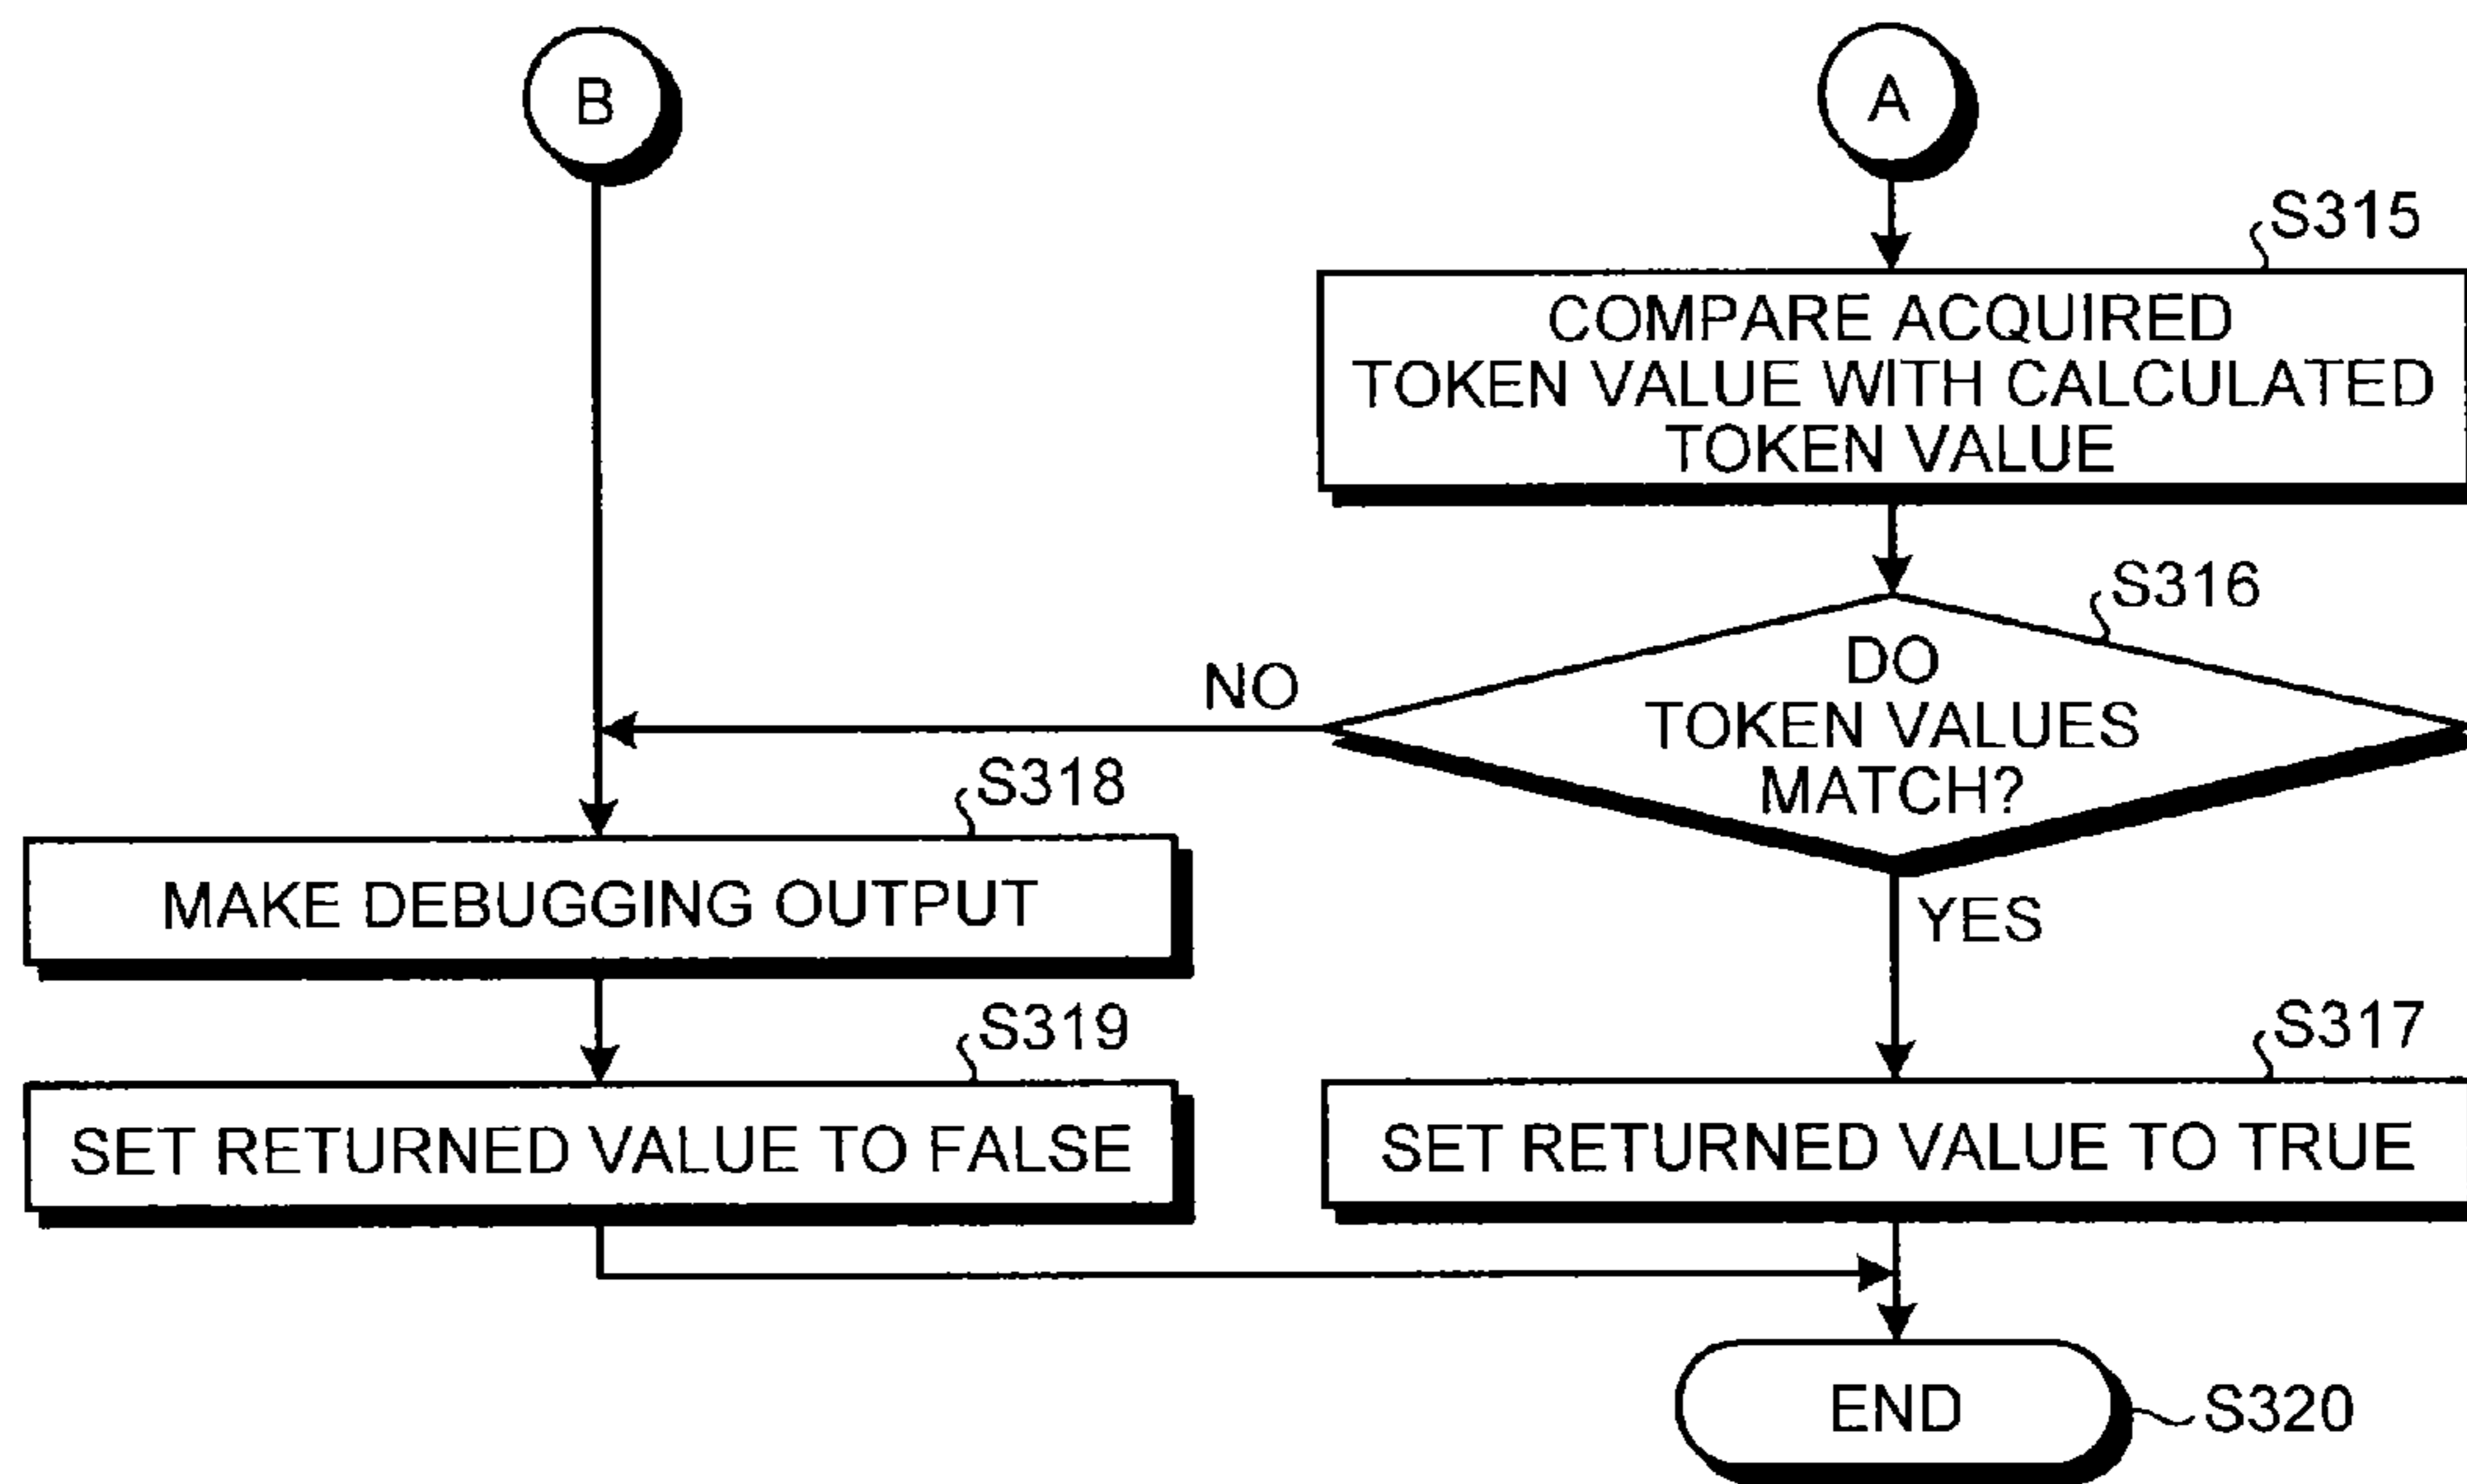 B
A
S315
COMPARE ACQUIRED
TOKEN VALUE WITH CALCULATED
TOKEN VALUE
S316
DO
TOKEN VALUES
MATCH?
NO
YES
S318
MAKE DEBUGGING OUTPUT
S319
SET RETURNED VALUE TO FALSE
S317
SET RETURNED VALUE TO TRUE
END
S320